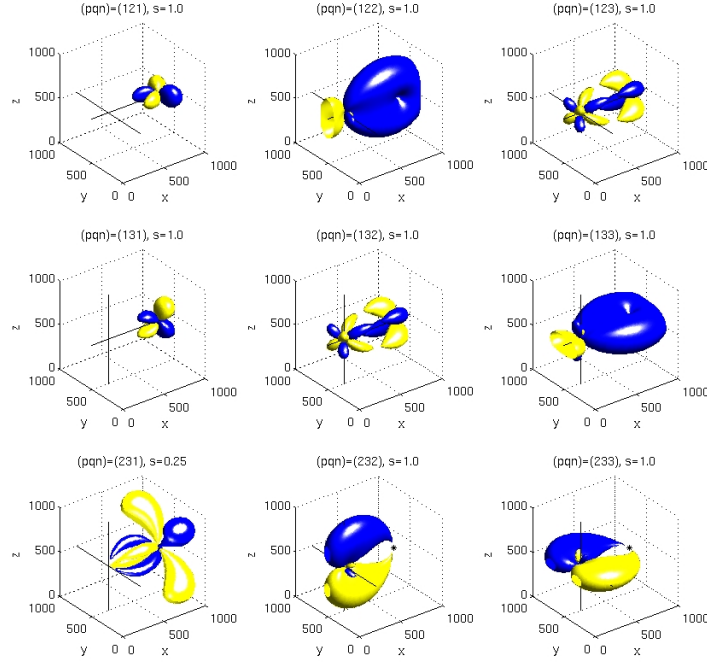 (pqn)=(121), s=1.0
(pqn)=(122), s=1.0
(pqn)=(123), s=1.0
1000
500
0
z
1000
500
0
y
0
500
1000
x
1000
500
0
z
1000
500
0
y
0
500
1000
x
1000
500
0
z
1000
500
0
y
0
500
1000
x
(pqn)=(131), s=1.0
(pqn)=(132), s=1.0
(pqn)=(133), s=1.0
1000
500
0
z
1000
500
0
y
0
500
1000
x
1000
500
0
z
1000
500
0
y
0
500
1000
x
1000
500
0
z
1000
500
0
y
0
500
1000
x
(pqn)=(231), s=0.25
(pqn)=(232), s=1.0
(pqn)=(233), s=1.0
1000
500
0
z
1000
500
0
y
0
500
1000
x
1000
500
0
z
1000
500
0
y
0
500
1000
x
1000
500
0
z
1000
500
0
y
0
500
1000
x